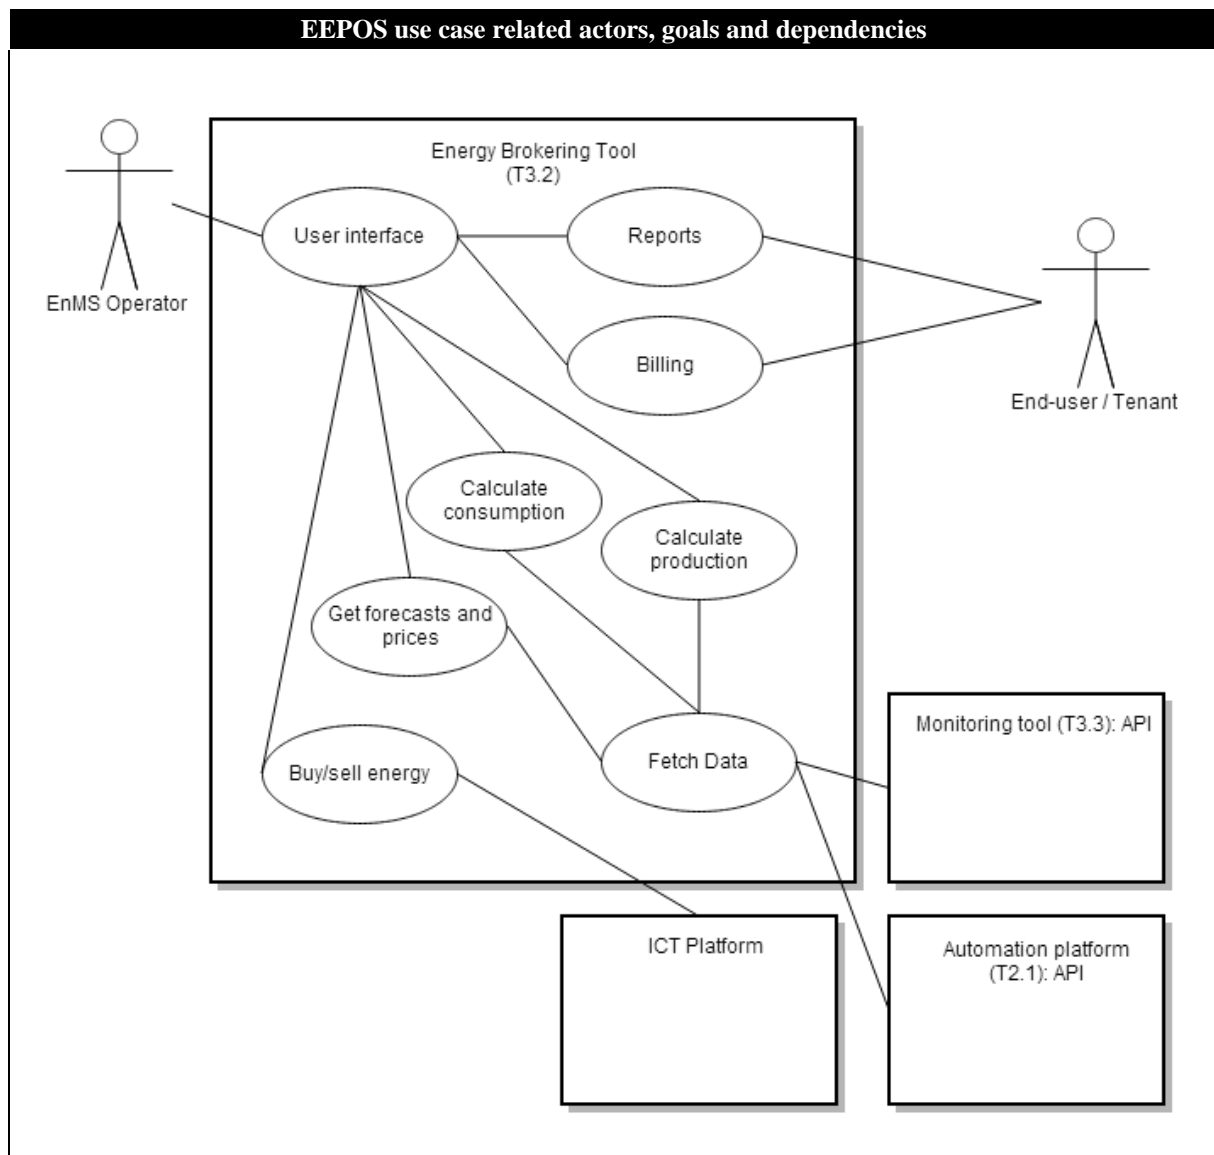 EEPOS use case related actors, goals and dependencies
Energy Brokering Tool
(T3.2)
User interface
Reports
EnMS Operator
Billing
End-user / Tenant
Calculate
consumption
Calculate
production
Get forecasts and
prices
Monitoring tool (T3.3): API
Fetch Data
Buy/sell energy
ICT Platform
Automation platform
(T2.1): API